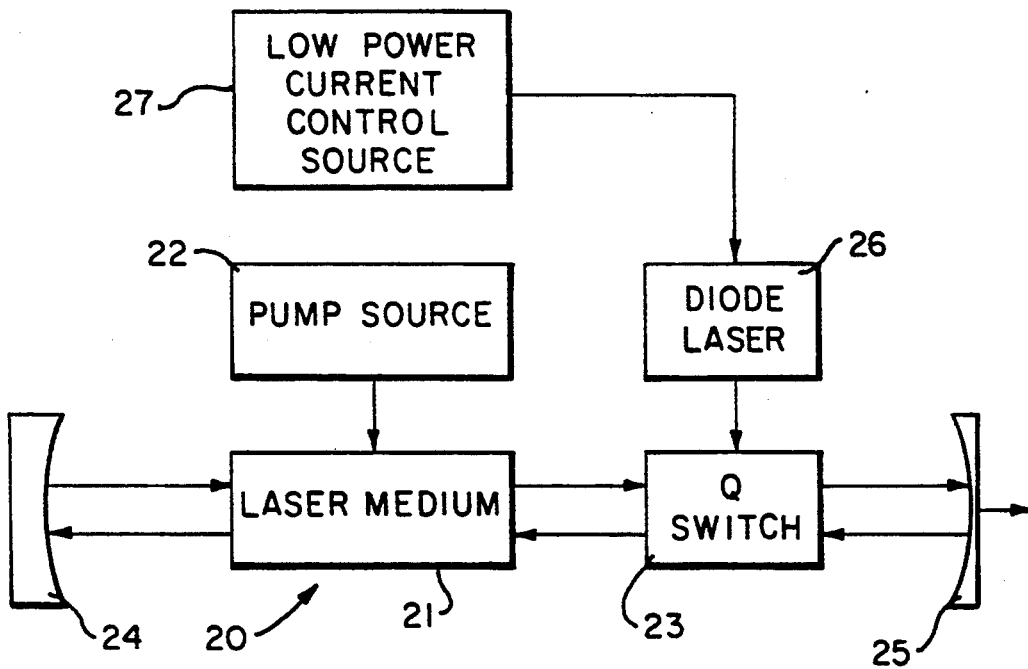 LOW POWER
CURRENT
CONTROL
SOURCE
27
22
PUMP SOURCE
26
DIODE
LASER
LASER MEDIUM
Q
SWITCH
24
20
21
23
25